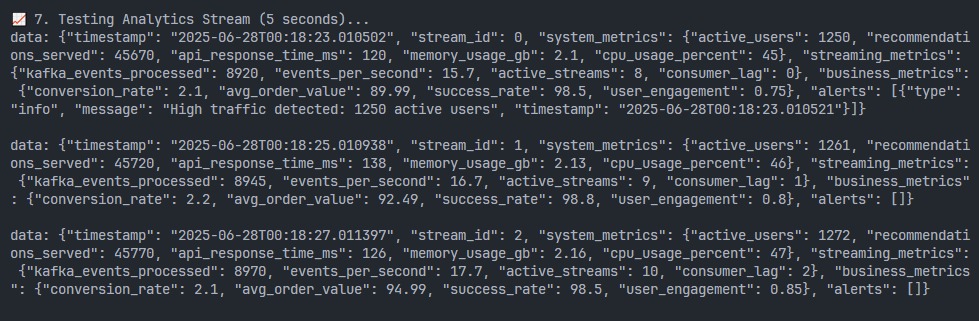 📈 7. Testing Analytics Stream (5 seconds)...
data: {"timestamp": "2025-06-28T00:18:23.010502", "stream_id": 0, "system_metrics": {"active_users": 1250, "recommendati
ons_served": 45670, "api_response_time_ms": 120, "memory_usage_gb": 2.1, "cpu_usage_percent": 45}, "streaming_metrics":
{"kafka_events_processed": 8920, "events_per_second": 15.7, "active_streams": 8, "consumer_lag": 0}, "business_metrics":
 {"conversion_rate": 2.1, "avg_order_value": 89.99, "success_rate": 98.5, "user_engagement": 0.75}, "alerts": [{"type":
"info", "message": "High traffic detected: 1250 active users", "timestamp": "2025-06-28T00:18:23.010521"}]}

data: {"timestamp": "2025-06-28T00:18:25.010938", "stream_id": 1, "system_metrics": {"active_users": 1261, "recommendati
ons_served": 45720, "api_response_time_ms": 138, "memory_usage_gb": 2.13, "cpu_usage_percent": 46}, "streaming_metrics":
 {"kafka_events_processed": 8945, "events_per_second": 16.7, "active_streams": 9, "consumer_lag": 1}, "business_metrics"
: {"conversion_rate": 2.2, "avg_order_value": 92.49, "success_rate": 98.8, "user_engagement": 0.8}, "alerts": []}

data: {"timestamp": "2025-06-28T00:18:27.011397", "stream_id": 2, "system_metrics": {"active_users": 1272, "recommendati
ons_served": 45770, "api_response_time_ms": 126, "memory_usage_gb": 2.16, "cpu_usage_percent": 47}, "streaming_metrics":
 {"kafka_events_processed": 8970, "events_per_second": 17.7, "active_streams": 10, "consumer_lag": 2}, "business_metrics
": {"conversion_rate": 2.1, "avg_order_value": 94.99, "success_rate": 98.5, "user_engagement": 0.85}, "alerts": []}